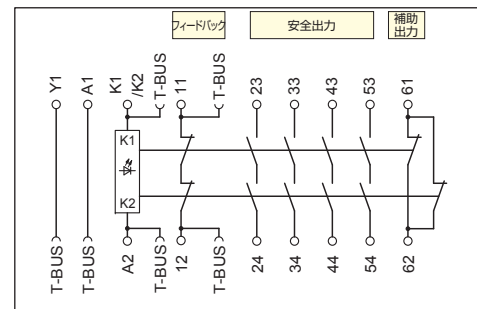 フィードバック
安全出力
補助
出力
Y1
A1
K1
/K2
T-BUS
11
T-BUS
23
33
43
53
61
K1
K2
T-BUS
T-BUS
A2
T-BUS
12
T-BUS
24
34
44
54
62